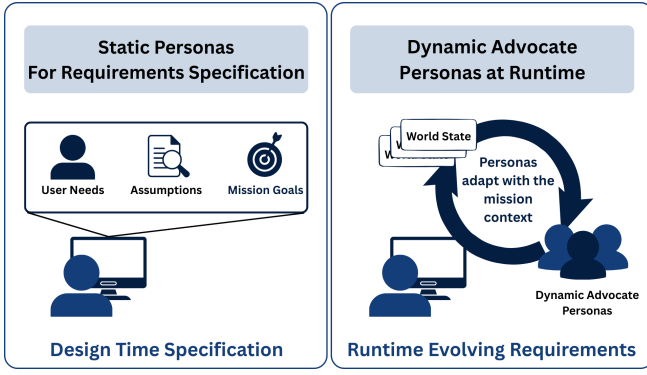 Static Personas
For Requirements Specification
User Needs
Assumptions
Mission Goals
Design Time Specification
Dynamic Advocate
Personas at Runtime
World State
W
W
Personas
adapt with the
mission
context
Dynamic Advocate
Personas
Runtime Evolving Requirements